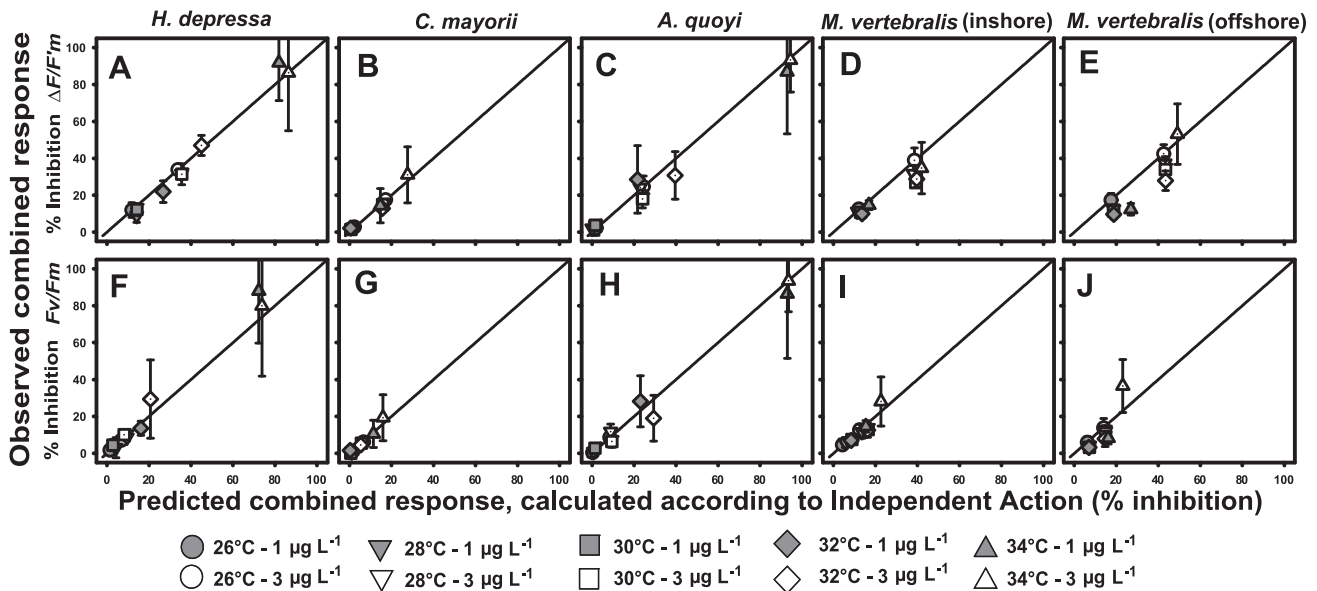 H. depressa C. mayorii A. quoyi M. vertebralis (inshore) M. vertebralis (offshore)
Observed combined response
% Inhibition ΔF/F'm
100
80
60
40
20
0
A B C D E
% Inhibition Fv/Fm
100
80
60
40
20
0
F G H I J
0 20 40 60 80 100 0 20 40 60 80 100 0 20 40 60 80 100 0 20 40 60 80 100 0 20 40 60 80 100
Predicted combined response, calculated according to Independent Action (% inhibition)
26°C - 1 µg L⁻¹ 28°C - 1 µg L⁻¹ 30°C - 1 µg L⁻¹ 32°C - 1 µg L⁻¹ 34°C - 1 µg L⁻¹
26°C - 3 µg L⁻¹ 28°C - 3 µg L⁻¹ 30°C - 3 µg L⁻¹ 32°C - 3 µg L⁻¹ 34°C - 3 µg L⁻¹